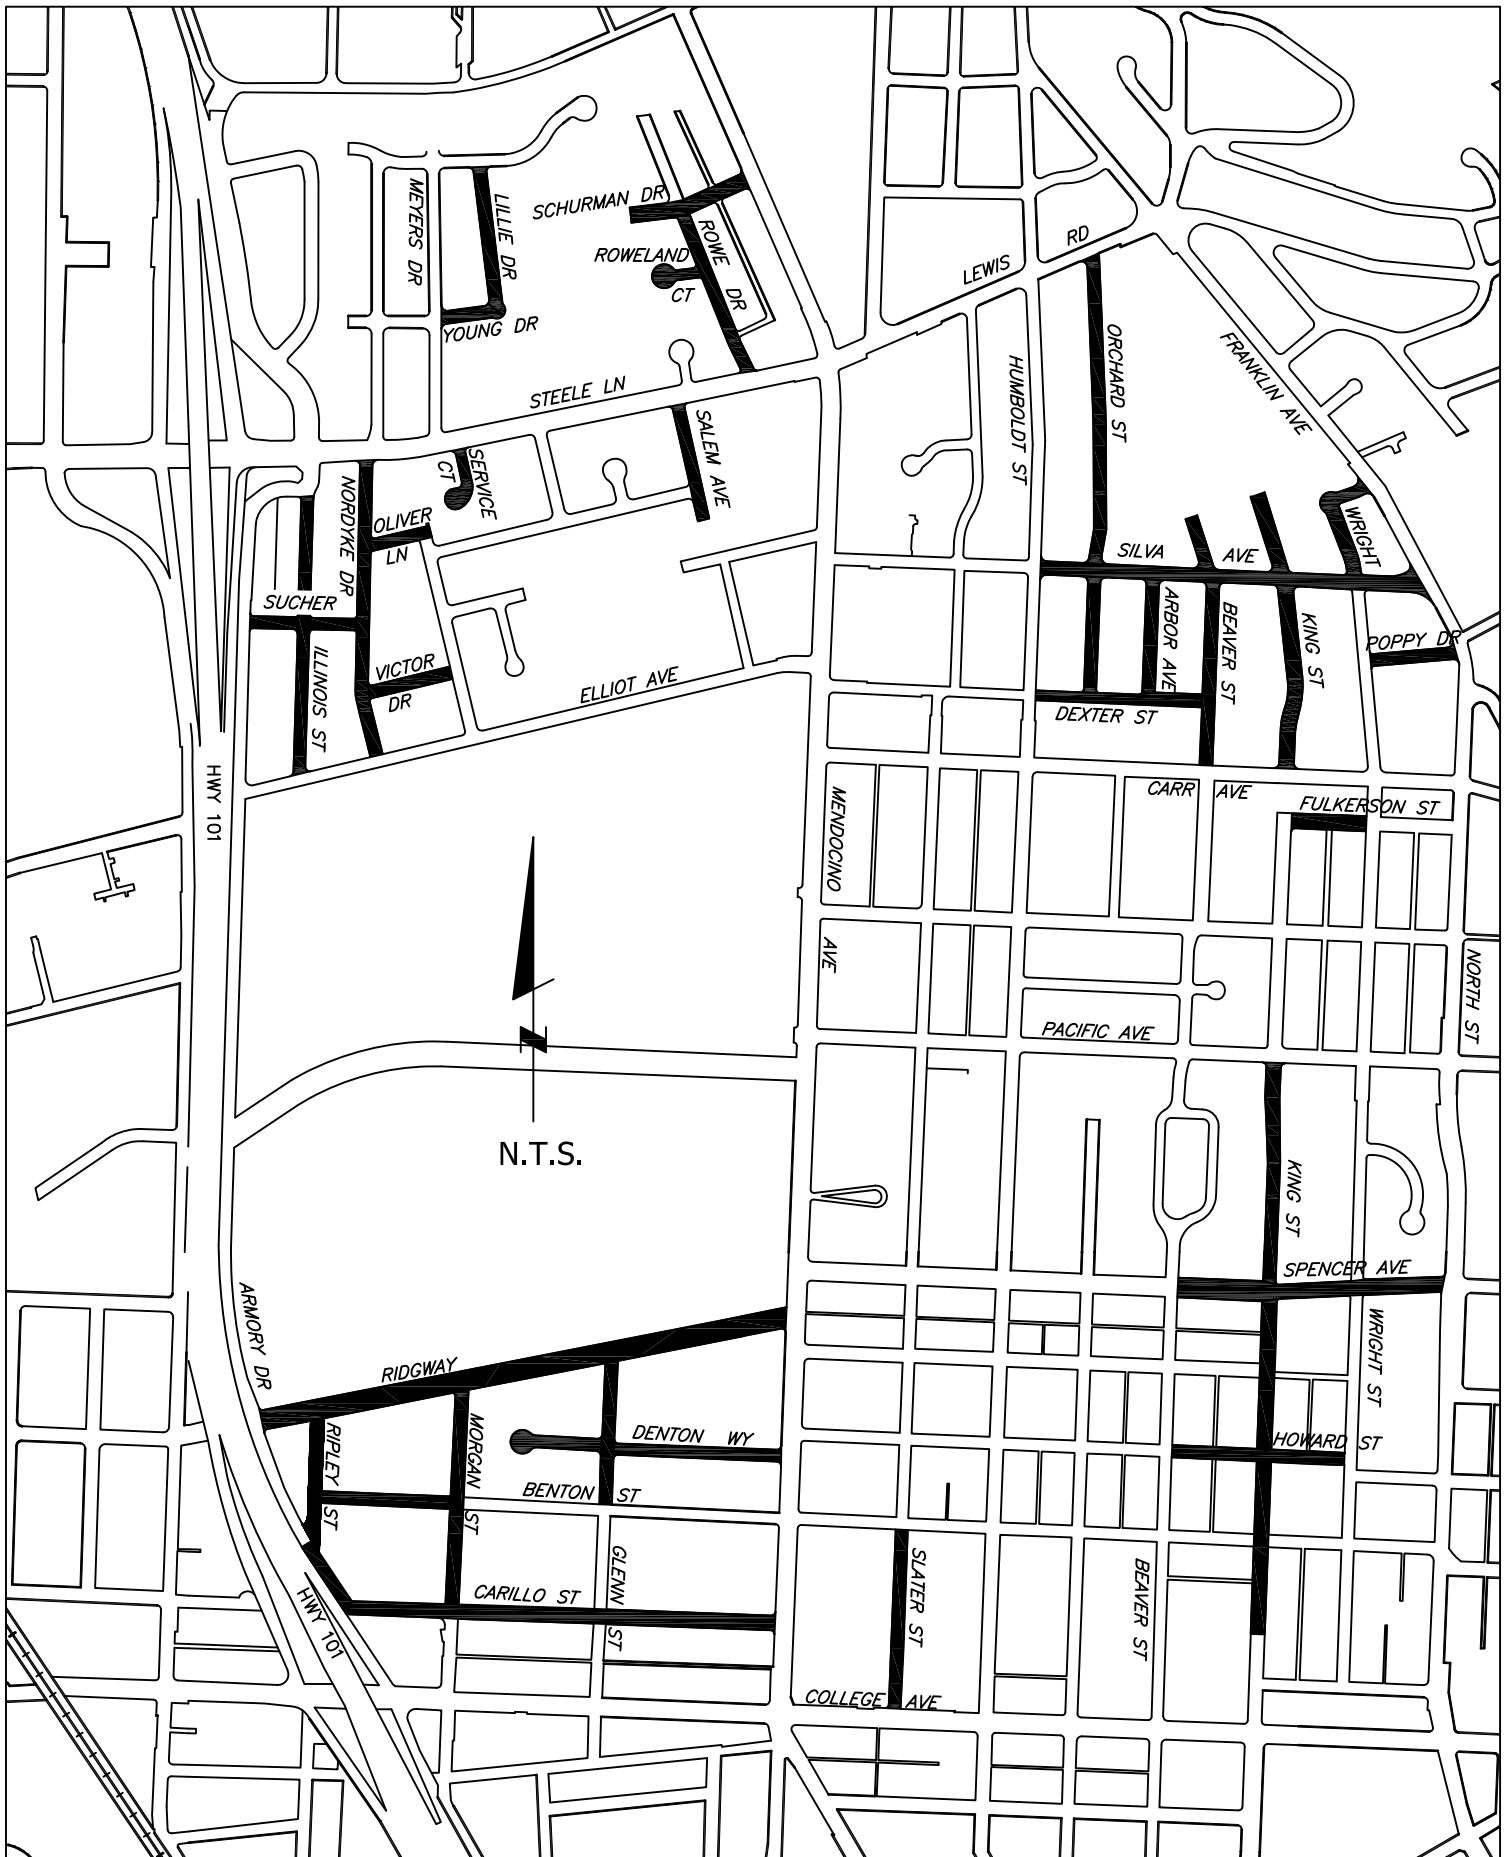 MEYERS DR
LILLIE DR
SCHURMAN DR
ROWELAND
CT
ROWE DR
YOUNG DR
STEELE LN
SALEM AVE
SERVICE
CT
NORDYKE DR
OLIVER
LN
SUCHER
ILLINOIS ST
VICTOR
DR
ELLIOT AVE
HWY 101
LEWIS RD
HUMBOLDT ST
ORCHARD ST
FRANKLIN AVE
WRIGHT
SILVA AVE
ARBOR AVE
BEAVER ST
KING ST
POPPY DR
DEXTER ST
CARR AVE
FULKERSON ST
MENDOCINO
AVE
NORTH ST
PACIFIC AVE
N
N.T.S.
KING ST
SPENCER AVE
WRIGHT ST
HOWARD ST
ARMORY DR
RIDGWAY
RIPLEY ST
MORGAN ST
DENTON WY
BENTON ST
GLENN ST
CARILLO ST
HWY 101
SLATER ST
BEAVER ST
COLLEGE AVE